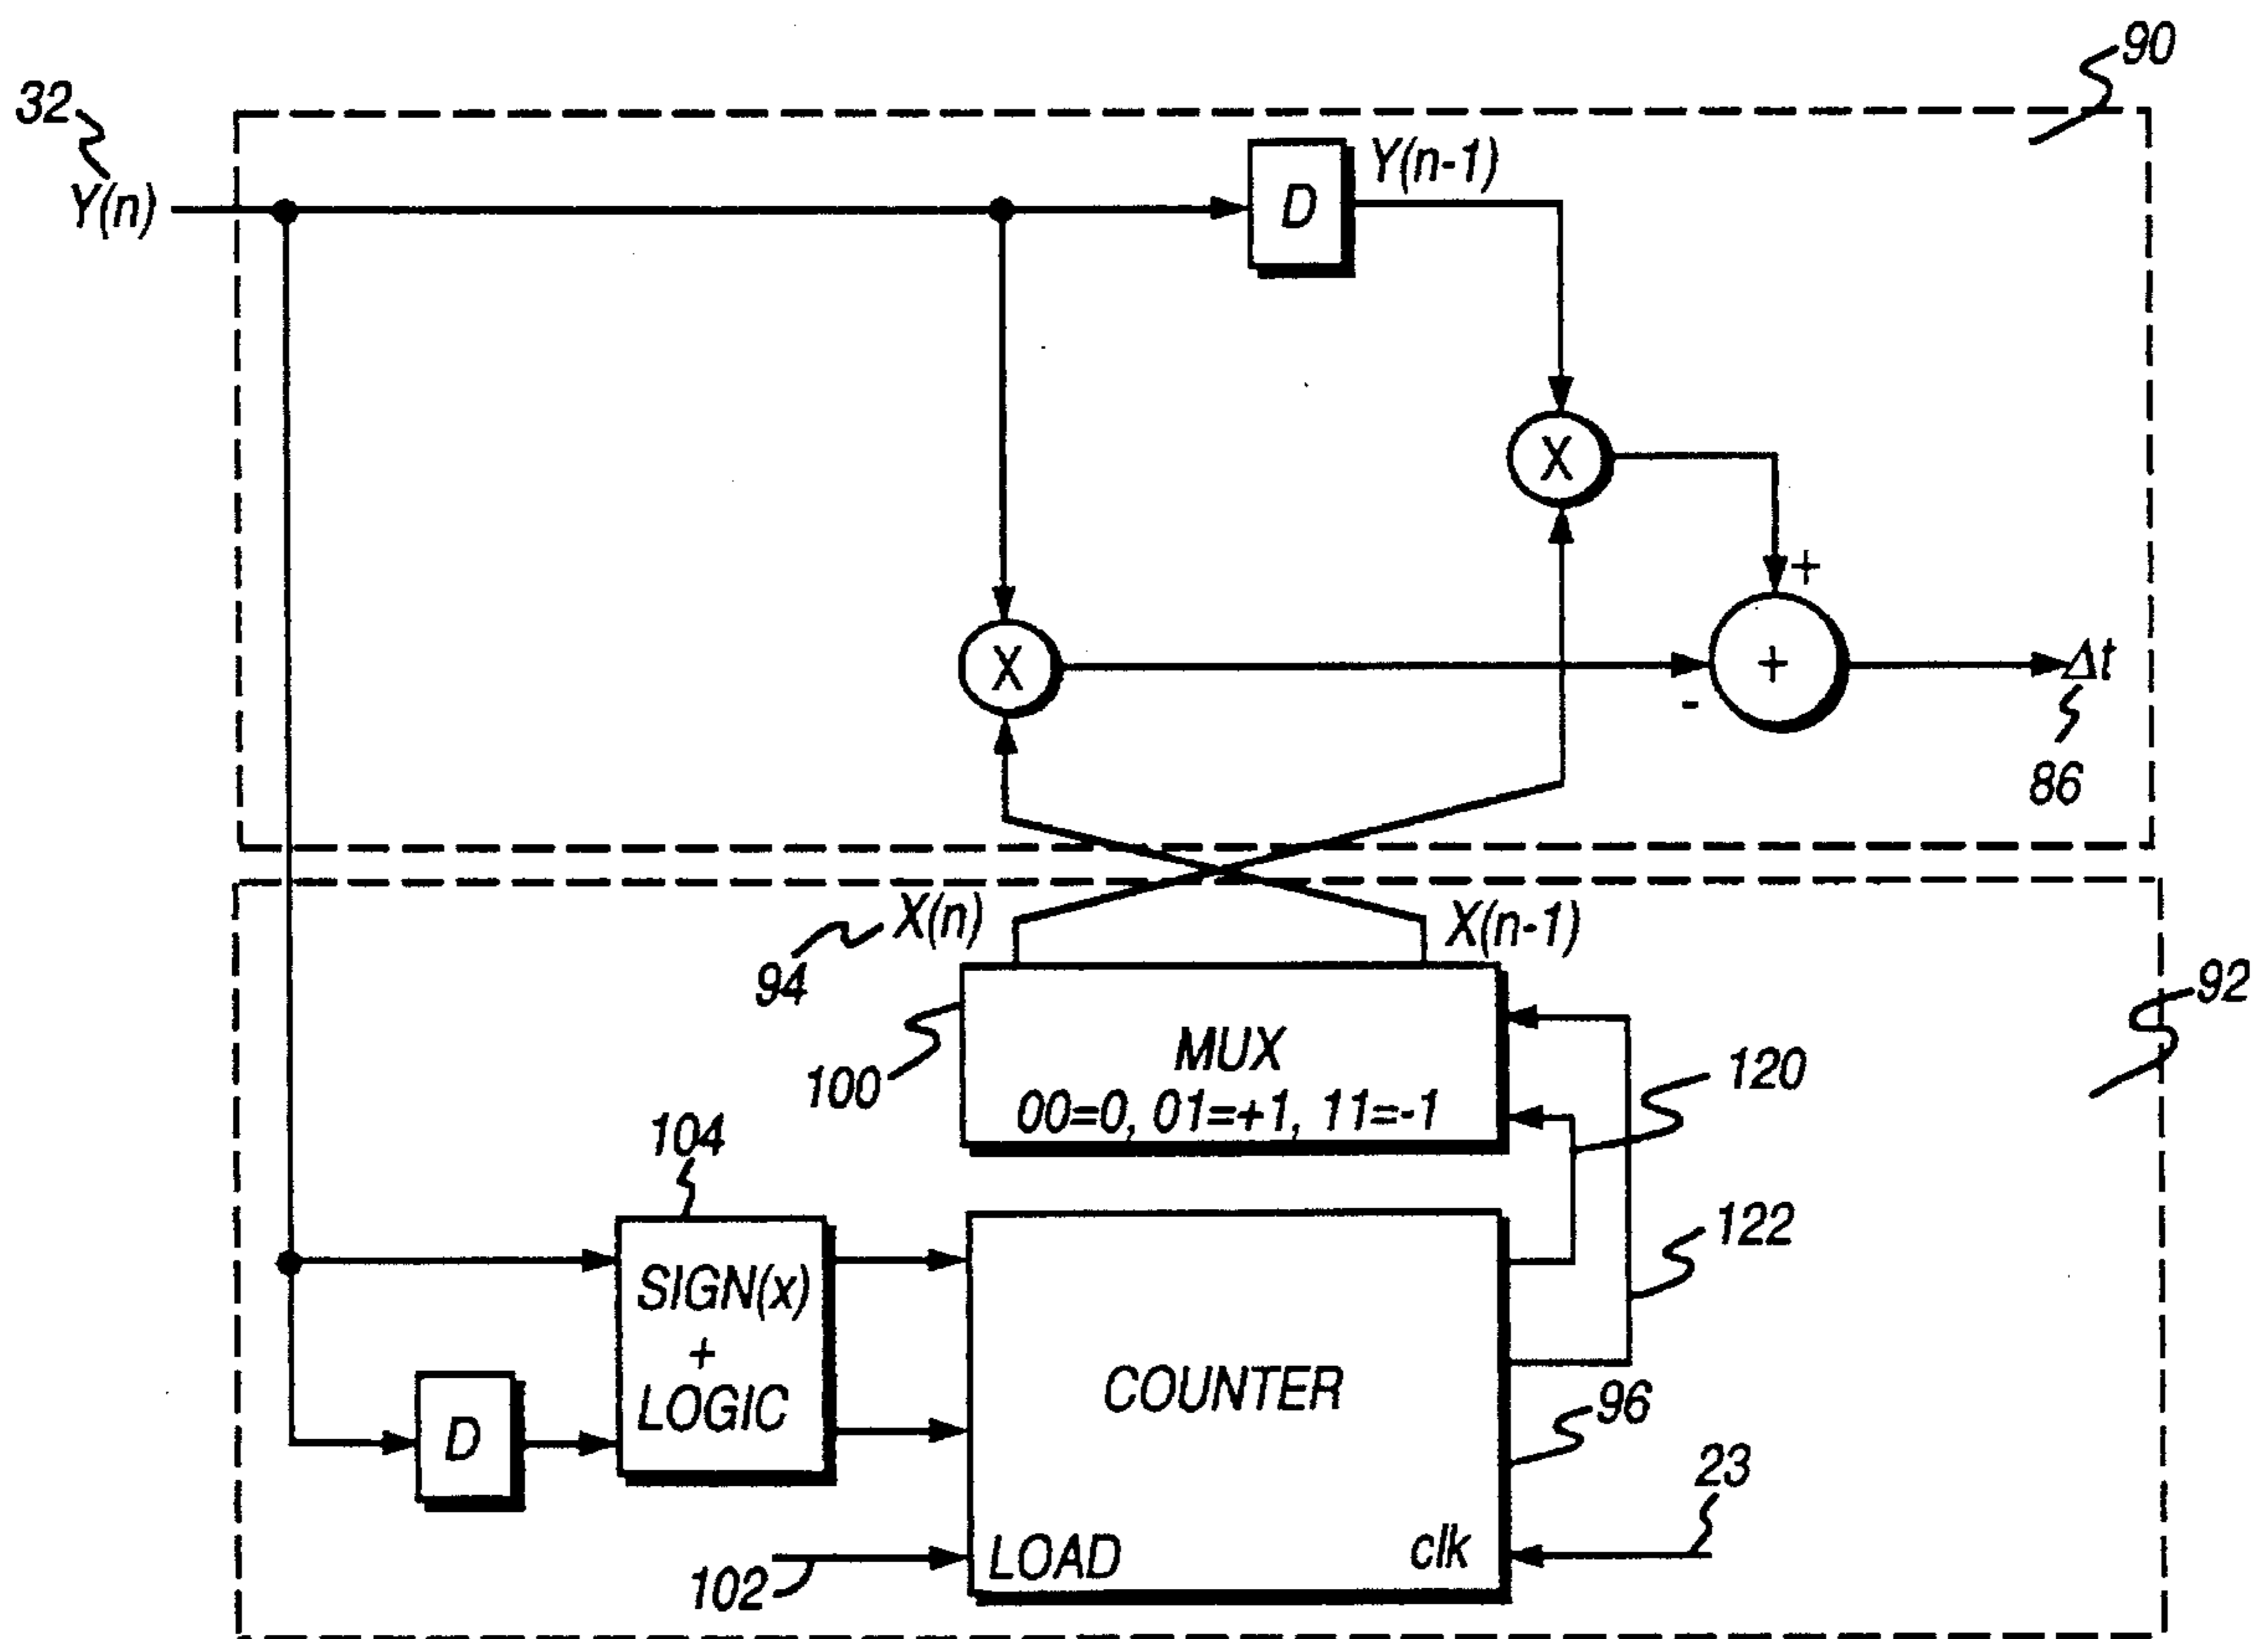 90
32
Y(n)
D
Y(n-1)
X
+
X
-
+
Δt
86
X(n)
X(n-1)
94
92
100
MUX
00=0, 01=+1, 11=-1
120
104
122
SIGN(x)
+
LOGIC
COUNTER
D
96
23
LOAD
clk
102